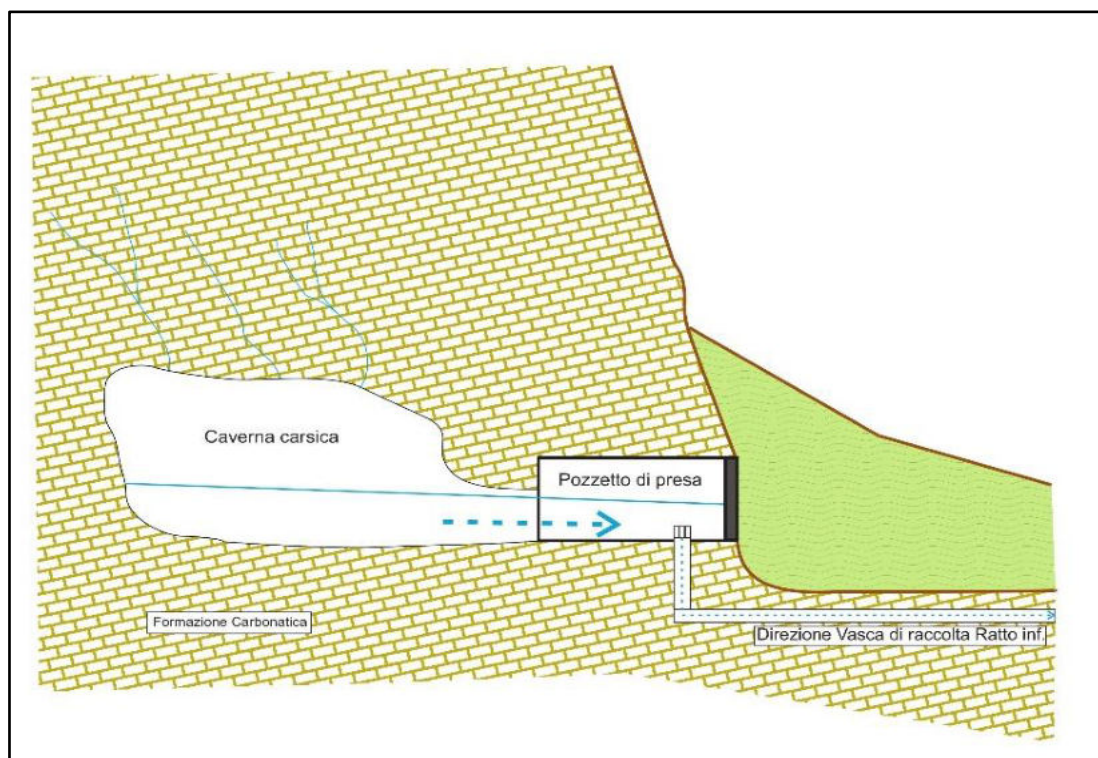 Caverna carsica
Pozzetto di presa
Formazione Carbonatica
Direzione Vasca di raccolta Ratto inf.